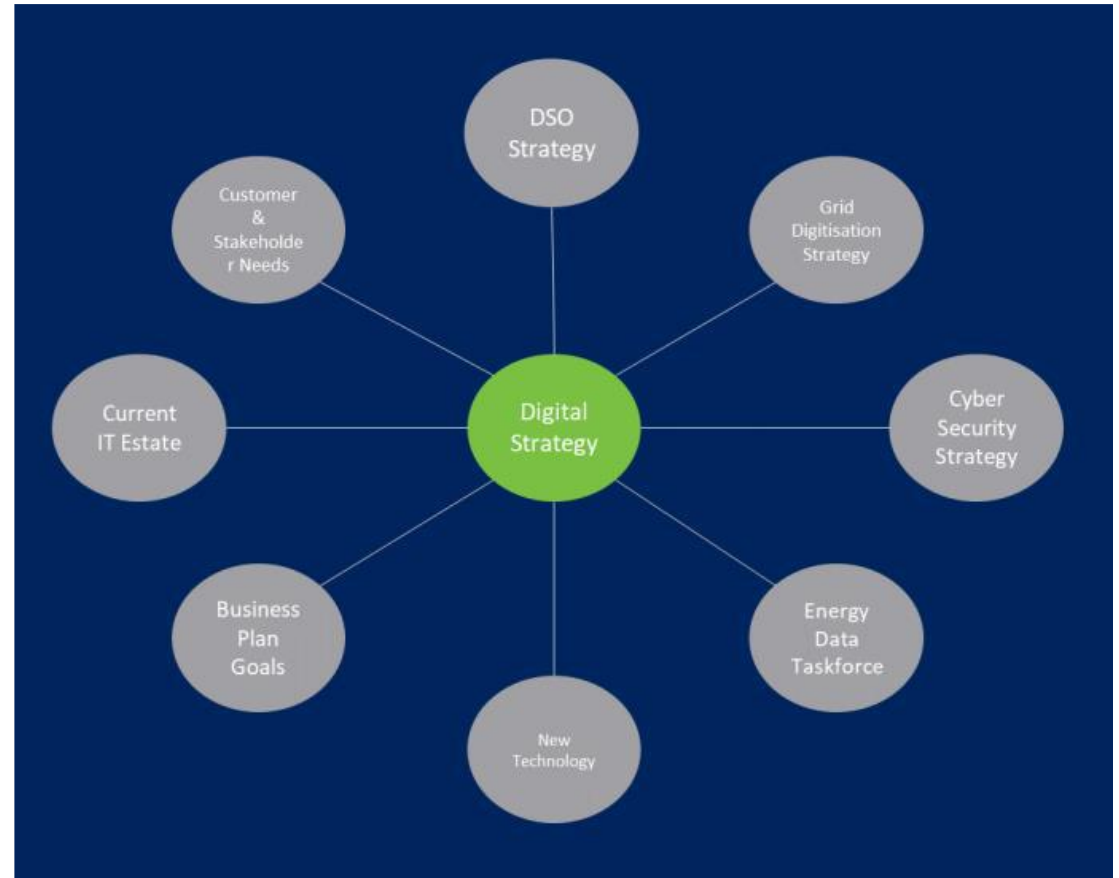 DSO
Strategy
Customer
&
Stakeholde
r Needs
Grid
Digitisation
Strategy
Current
IT Estate
Digital
Strategy
Cyber
Security
Strategy
Business
Plan
Goals
Energy
Data
Taskforce
New
Technology